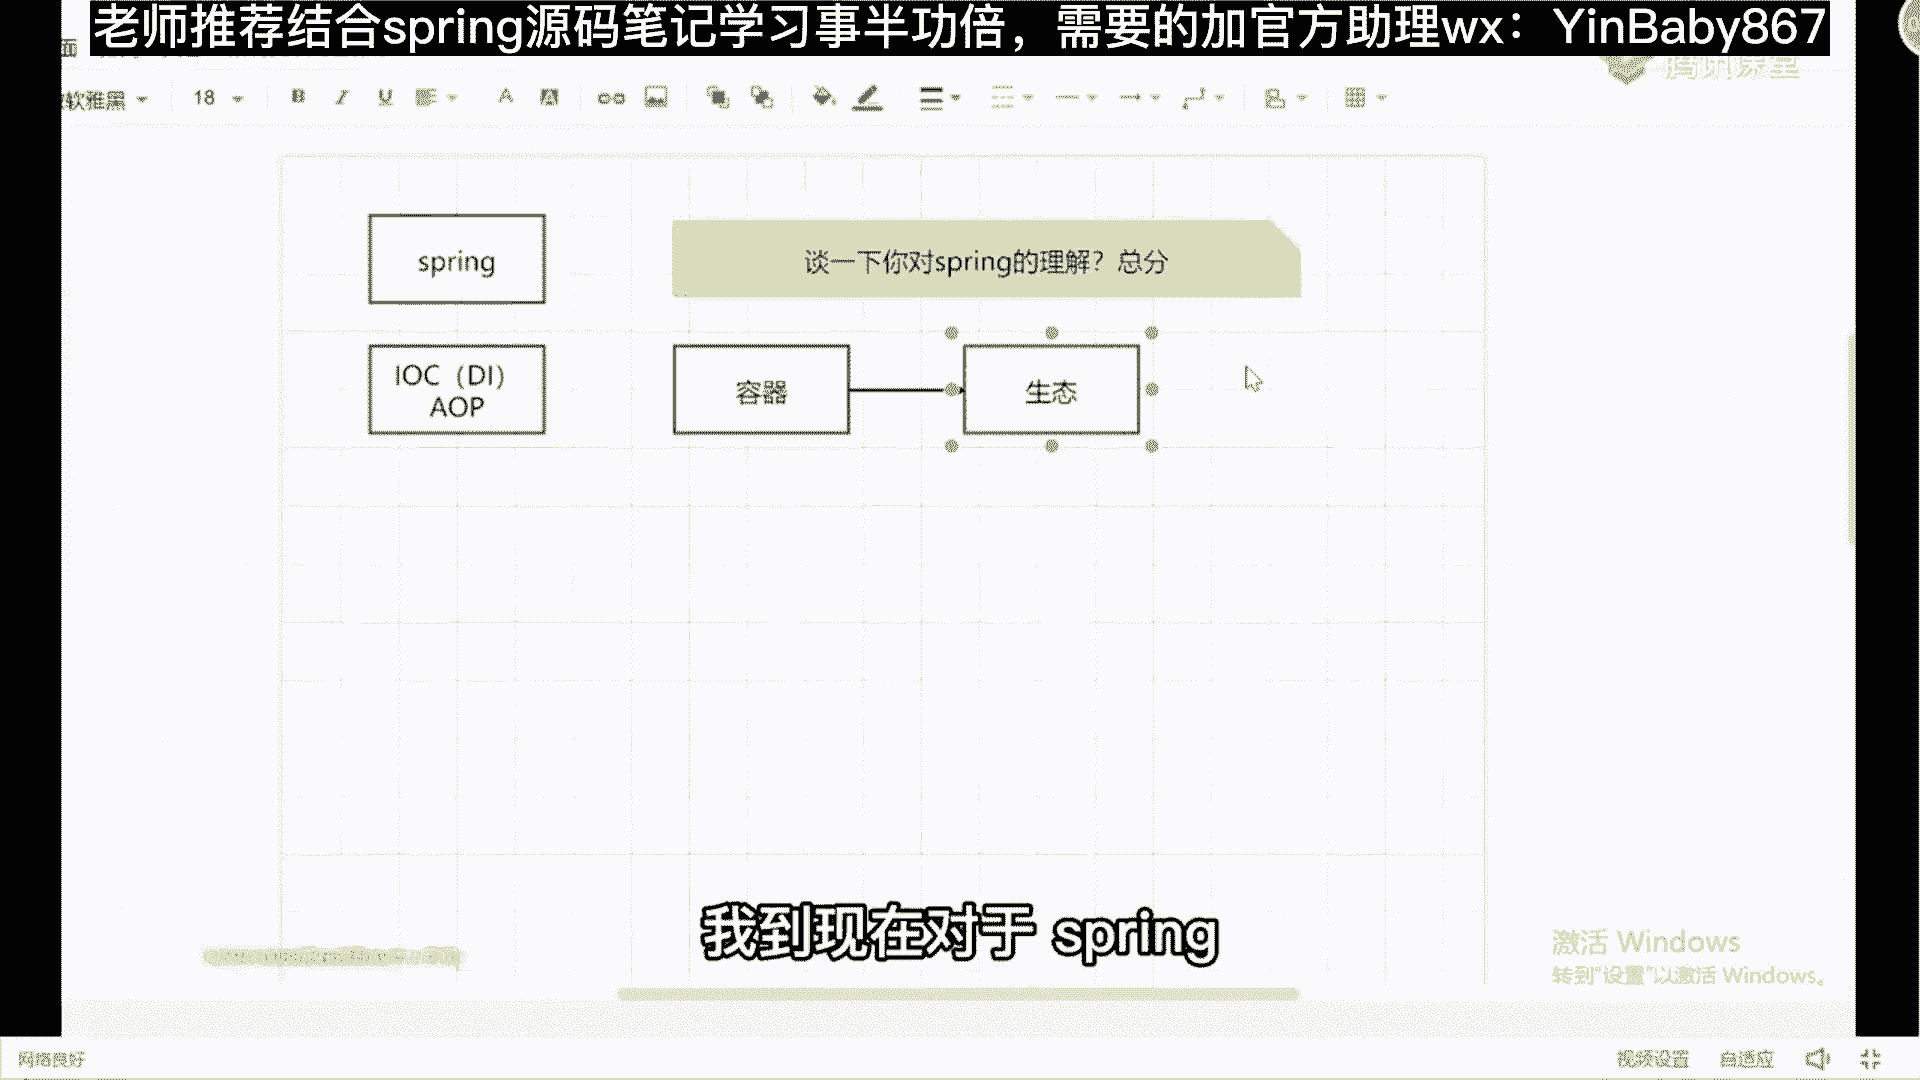 老师推荐结合spring源码笔记学习事半功倍，需要的加官方助理wx：YinBaby867
面
腾讯课堂
软雅黑
18
B I U A A
spring
谈一下你对spring的理解？总分
IOC（DI）
AOP
容器
生态
我到现在对于 spring
激活 Windows
转到“设置”以激活 Windows。
网络良好
视频设置
自适应